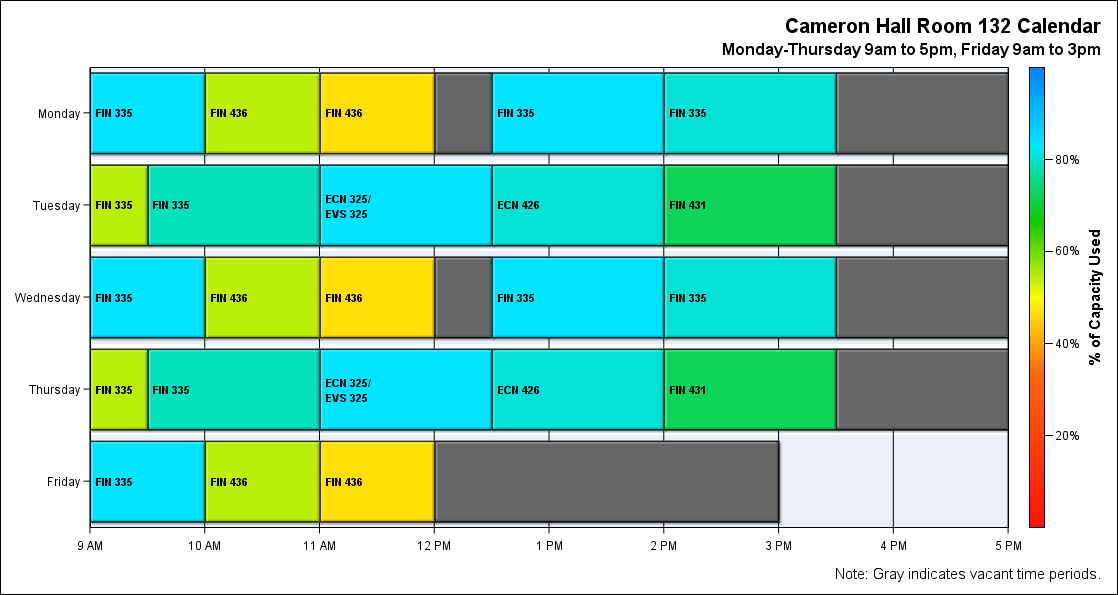 Cameron Hall Room 132 Calendar
Monday-Thursday 9am to 5pm, Friday 9am to 3pm
Monday
FIN 335
FIN 436
FIN 436
FIN 335
FIN 335
Tuesday
FIN 335
FIN 335
ECN 325/
EVS 325
ECN 426
FIN 431
Wednesday
FIN 335
FIN 436
FIN 436
FIN 335
FIN 335
Thursday
FIN 335
FIN 335
ECN 325/
EVS 325
ECN 426
FIN 431
Friday
FIN 335
FIN 436
FIN 436
9 AM
10 AM
11 AM
12 PM
1 PM
2 PM
3 PM
4 PM
5 PM
80%
60%
40%
20%
% of Capacity Used
Note: Gray indicates vacant time periods.